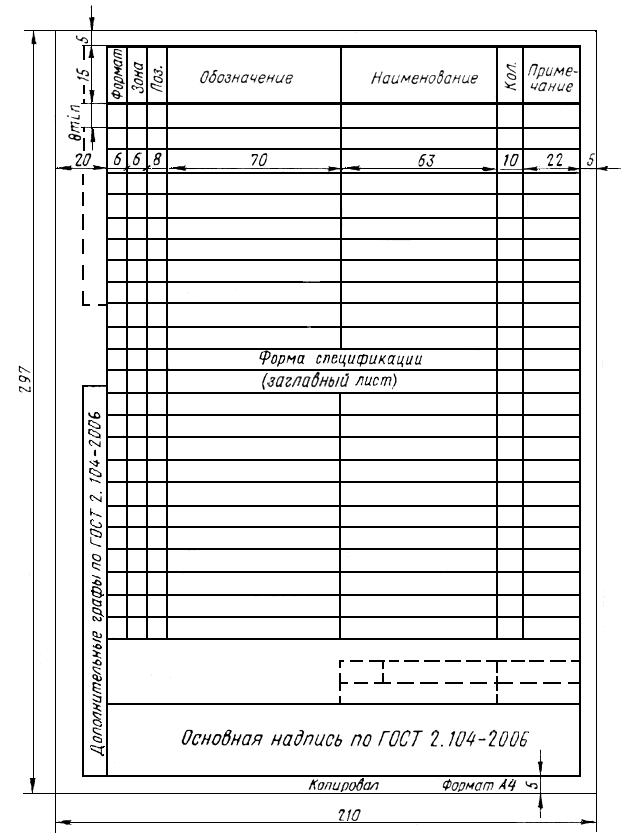 5
15
8min
Формат
Зона
Поз.
Обозначение
Наименование
Кол.
Приме-
чание
20
6
6
8
70
63
10
22
5
297
Форма спецификации
(заглавный лист)
Дополнительные графы по ГОСТ 2.104-2006
Основная надпись по ГОСТ 2.104-2006
Копировал
Формат А4
5
210